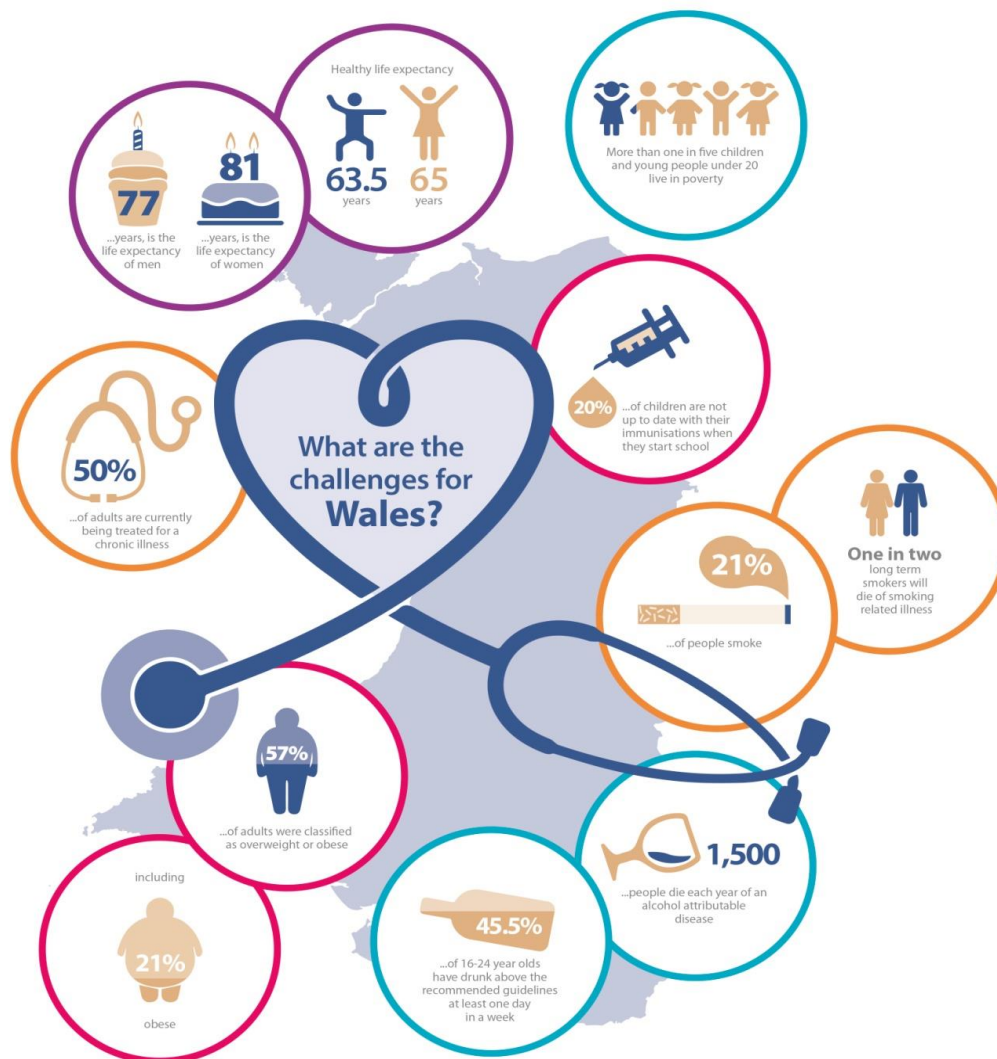 Healthy life expectancy
63.5
years
65
years
77
...years, is the
life expectancy
of men
81
...years, is the
life expectancy
of women
More than one in five children
and young people under 20
live in poverty
20%
...of children are not
up to date with their
immunisations when
they start school
What are the
challenges for
Wales?
50%
...of adults are currently
being treated for a
chronic illness
21%
...of people smoke
One in two
long term
smokers will
die of smoking
related illness
57%
...of adults were classified
as overweight or obese
including
21%
obese
45.5%
...of 16-24 year olds
have drunk above the
recommended guidelines
at least one day
in a week
1,500
...people die each year of an
alcohol attributable
disease